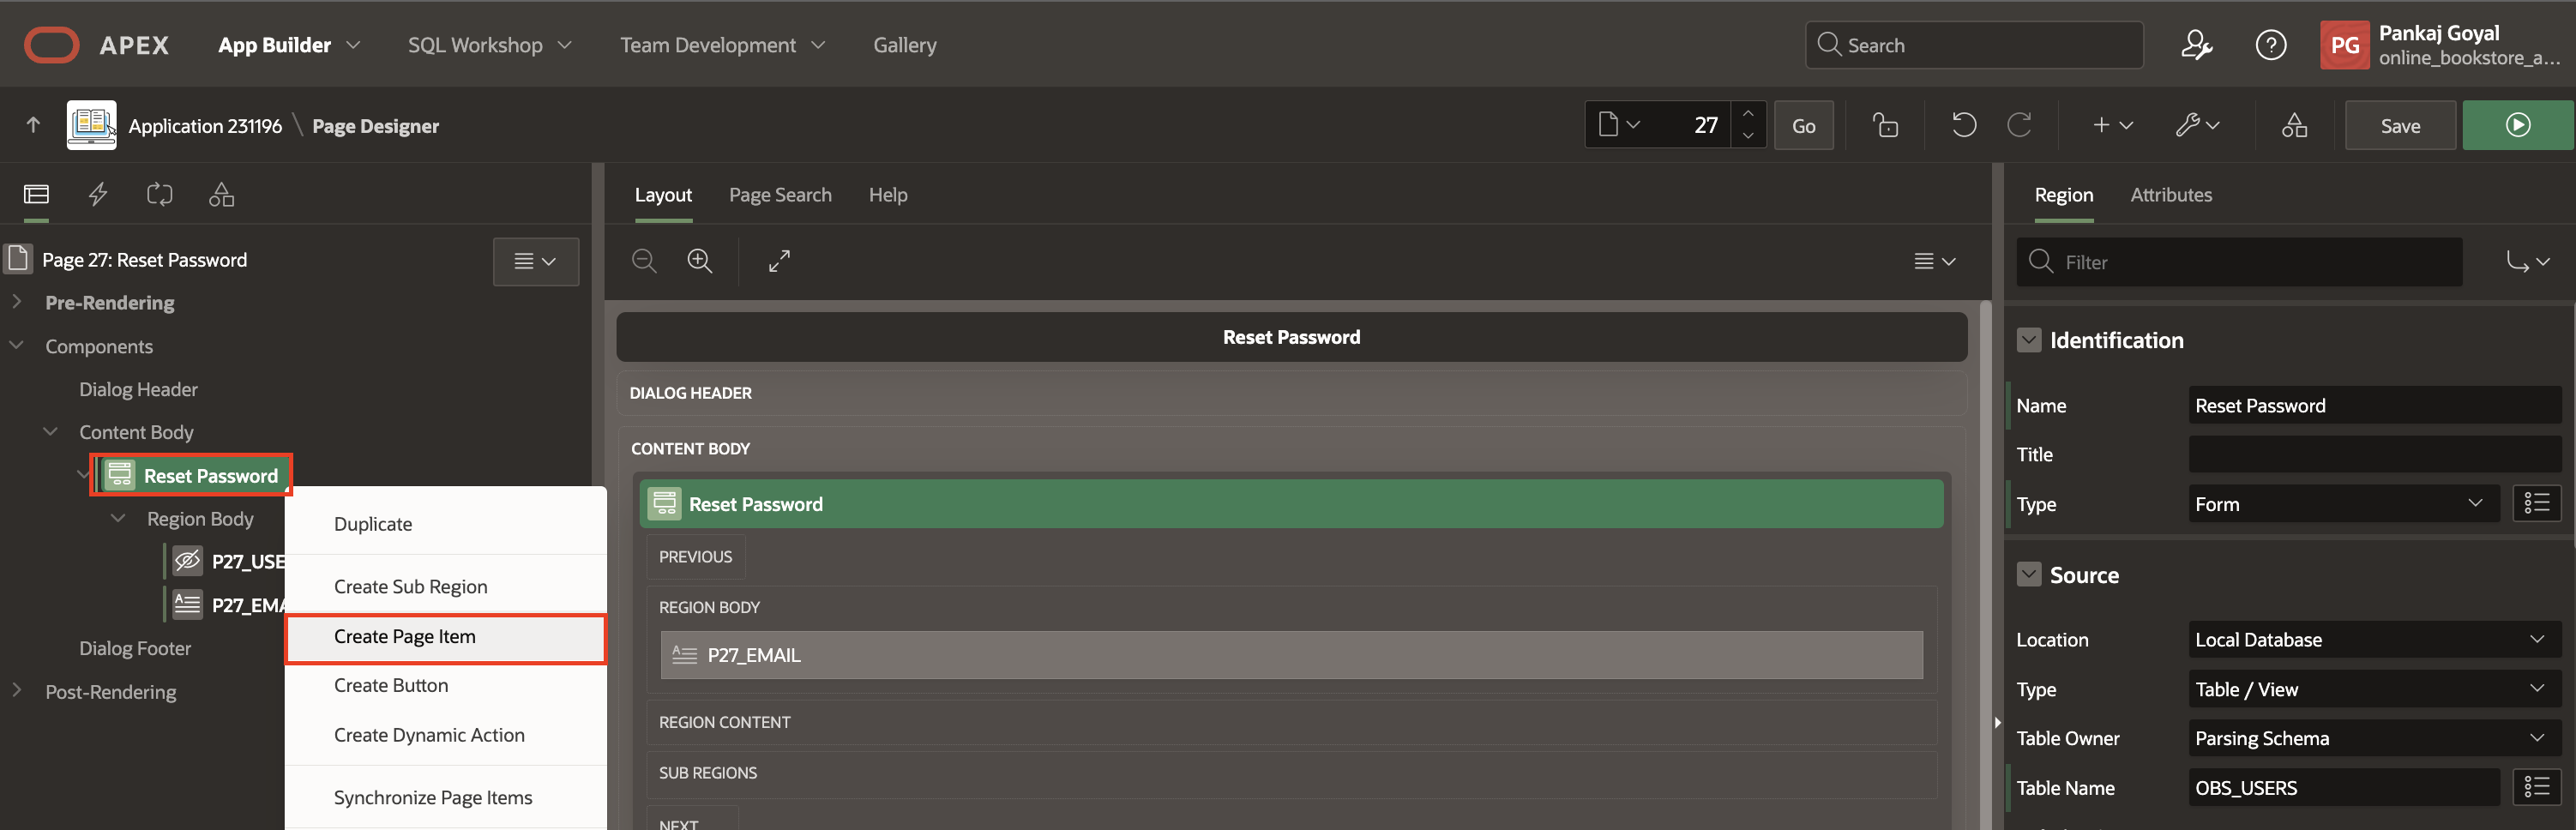 APEX App Builder SQL Workshop Team Development Gallery Search Pankaj Goyal
PG online_bookstore_a...
Application 231196 \ Page Designer 27 Go Save
Layout Page Search Help Region Attributes
Page 27: Reset Password
Filter
Pre-Rendering
Components
Dialog Header
Content Body
Reset Password
Region Body
P27_USE
P27_EMA
Dialog Footer
Post-Rendering
Duplicate
Create Sub Region
Create Page Item
Create Button
Create Dynamic Action
Synchronize Page Items
Reset Password
DIALOG HEADER
CONTENT BODY
Reset Password
PREVIOUS
REGION BODY
P27_EMAIL
REGION CONTENT
SUB REGIONS
NEXT
Identification
Name Reset Password
Title
Type Form
Source
Location Local Database
Type Table / View
Table Owner Parsing Schema
Table Name OBS_USERS